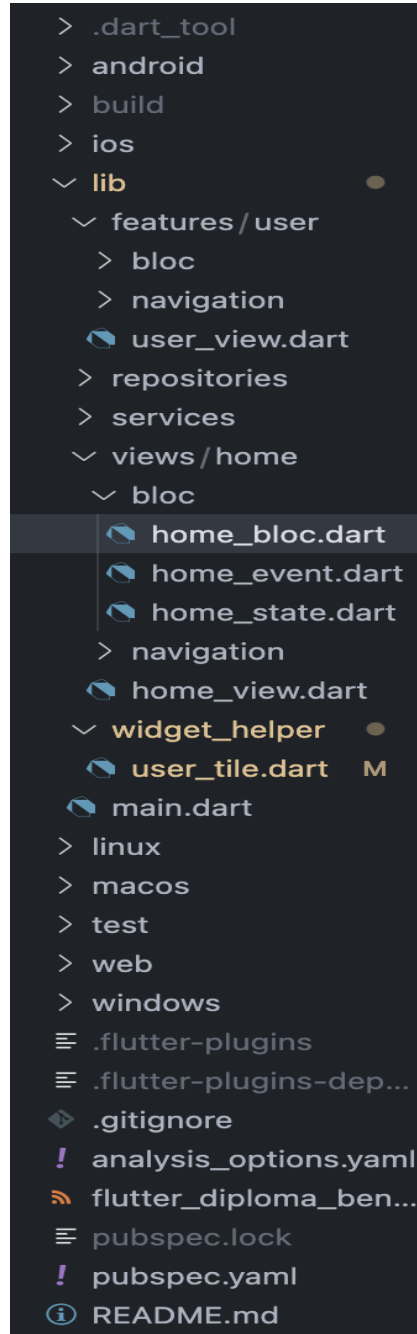 .dart_tool
android
build
ios
lib
features/user
bloc
navigation
user_view.dart
repositories
services
views/home
bloc
home_bloc.dart
home_event.dart
home_state.dart
navigation
home_view.dart
widget_helper
user_tile.dart M
main.dart
linux
macos
test
web
windows
.flutter-plugins
.flutter-plugins-dep...
.gitignore
! analysis_options.yaml
flutter_diploma_ben...
pubspec.lock
! pubspec.yaml
README.md